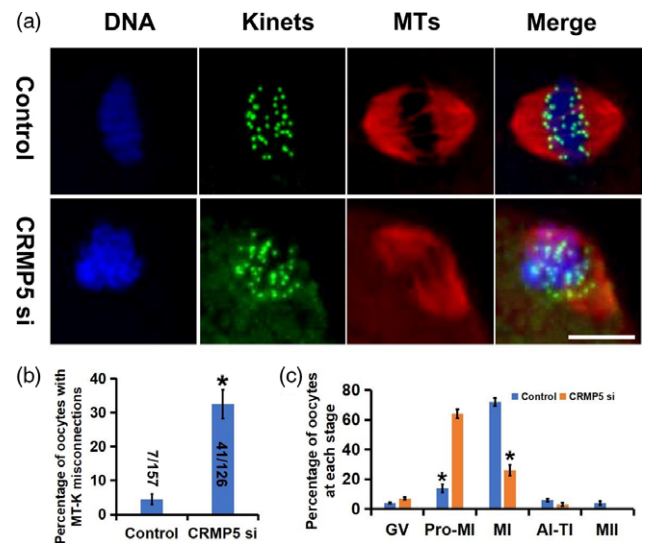 (a)
DNA Kinets MTs Merge
Control
CRMP5 si
(b)
Percentage of oocytes with
MT-K misconnections
40
30
20
10
0
7/157
*
41/126
Control CRMP5 si
(c)
Percentage of oocytes
at each stage
80
60
40
20
0
Control CRMP5 si
* *
GV Pro-MI MI AI-TI MII